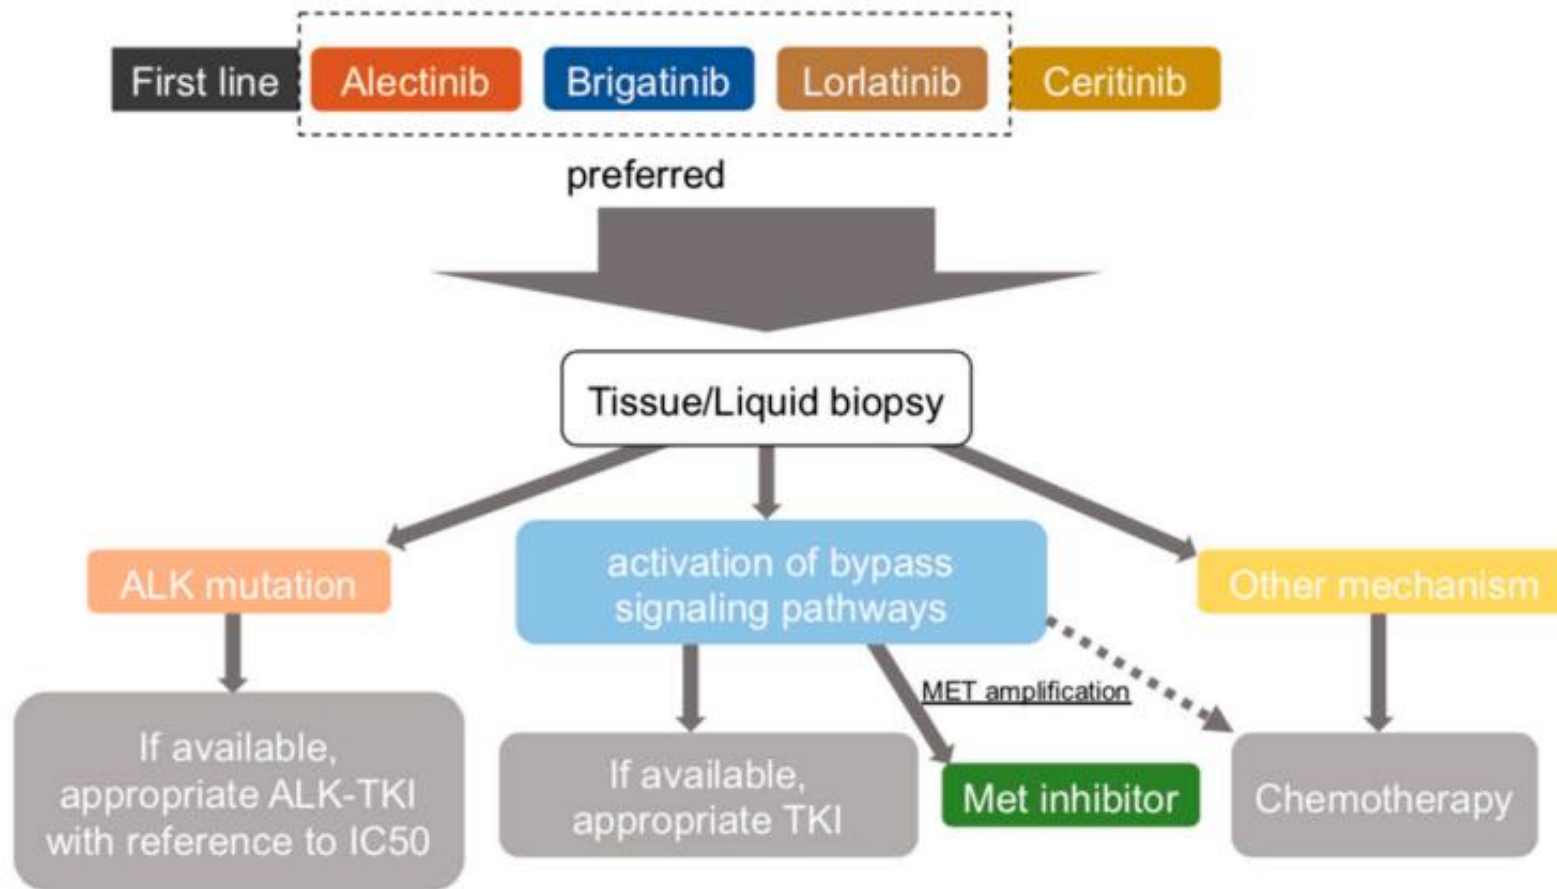 First line Alectinib Brigatinib Lorlatinib Ceritinib
preferred
Tissue/Liquid biopsy
ALK mutation
activation of bypass
signaling pathways
Other mechanism
MET amplification
If available,
appropriate ALK-TKI
with reference to IC50
If available,
appropriate TKI
Met inhibitor
Chemotherapy